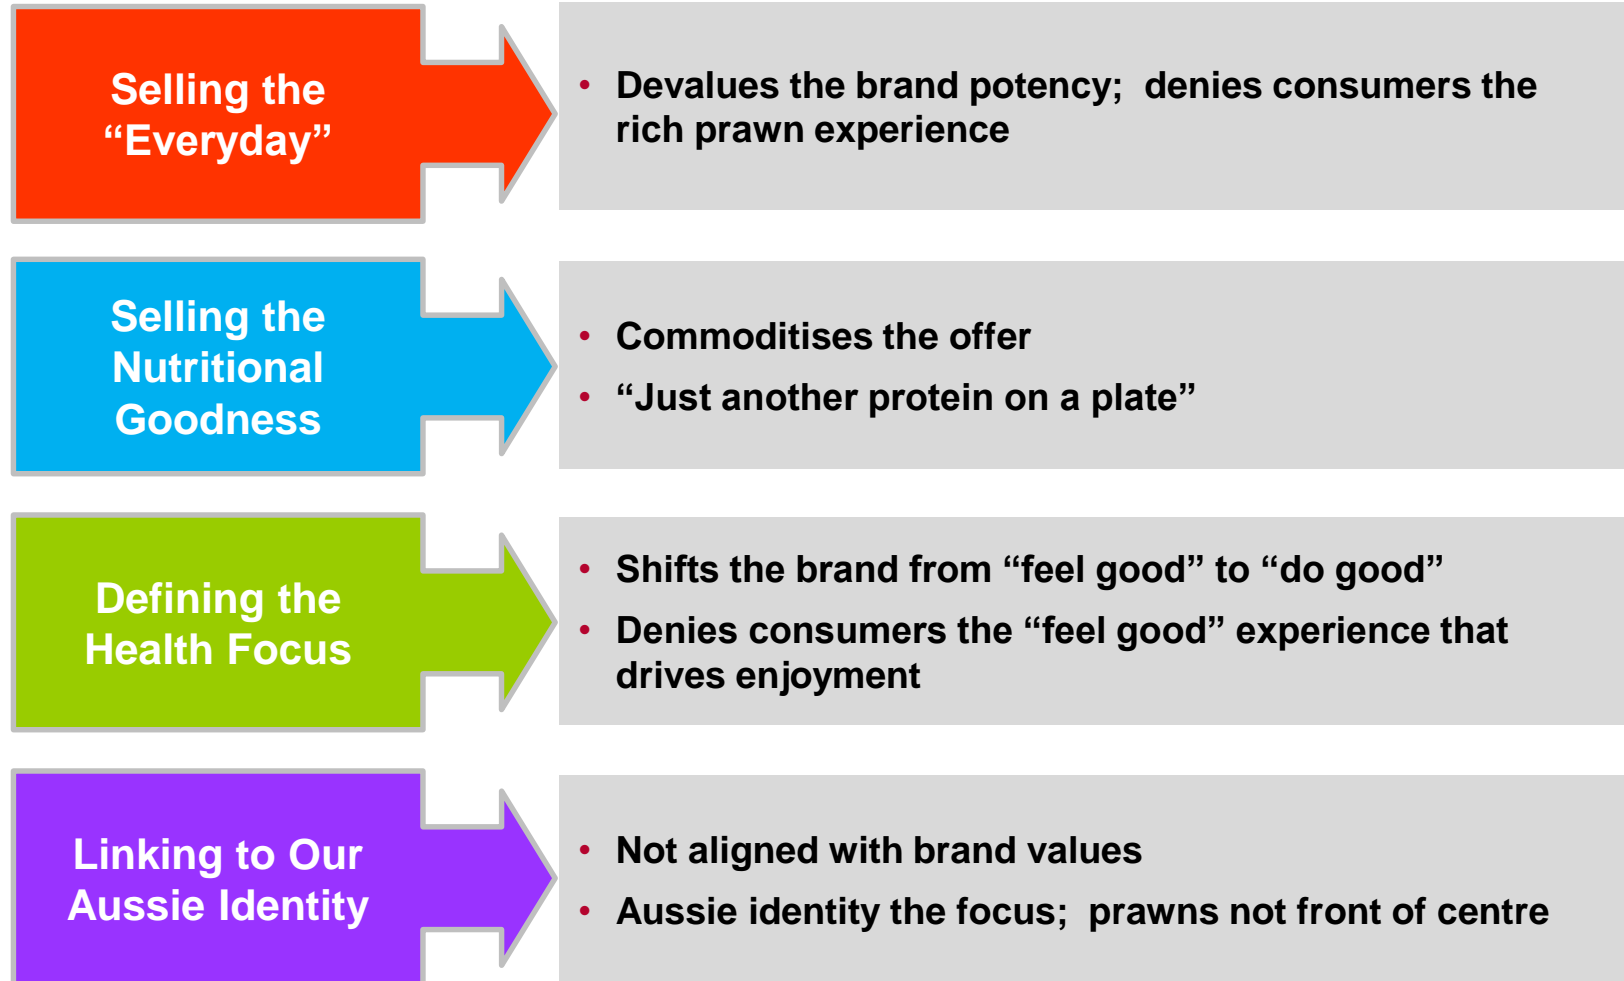 Selling the
“Everyday”
• Devalues the brand potency;  denies consumers the
rich prawn experience
Selling the
Nutritional
Goodness
• Commoditises the offer
• “Just another protein on a plate”
Defining the
Health Focus
• Shifts the brand from “feel good” to “do good”
• Denies consumers the “feel good” experience that
drives enjoyment
Linking to Our
Aussie Identity
• Not aligned with brand values
• Aussie identity the focus;  prawns not front of centre